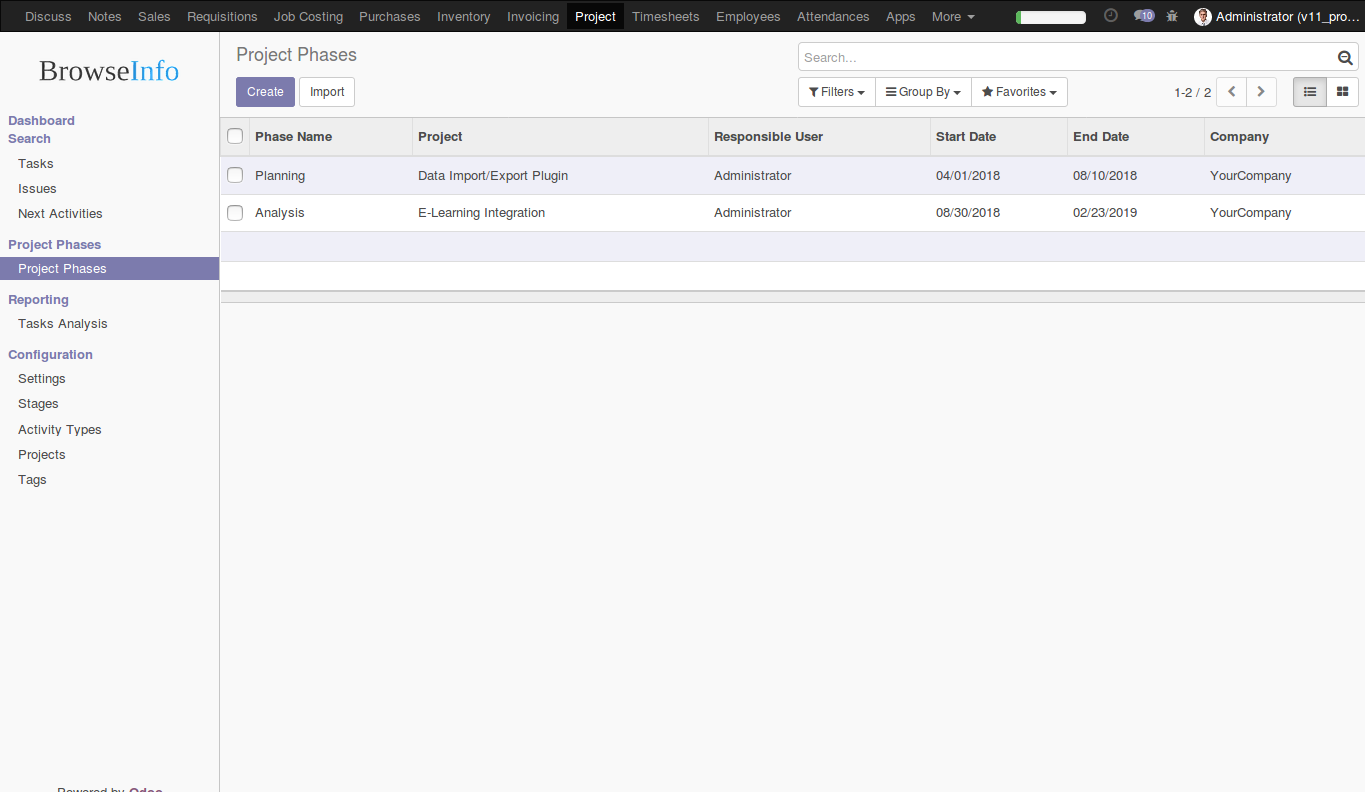 Discuss Notes Sales Requisitions Job Costing Purchases Inventory Invoicing Project Timesheets Employees Attendances Apps More 10 Administrator (v11_pro...
BrowseInfo
Dashboard
Search
Tasks
Issues
Next Activities
Project Phases
Project Phases
Reporting
Tasks Analysis
Configuration
Settings
Stages
Activity Types
Projects
Tags
Powered by Odoo
Project Phases
Search...
Create Import
Filters Group By Favorites 1-2 / 2
Phase Name Project Responsible User Start Date End Date Company
Planning Data Import/Export Plugin Administrator 04/01/2018 08/10/2018 YourCompany
Analysis E-Learning Integration Administrator 08/30/2018 02/23/2019 YourCompany